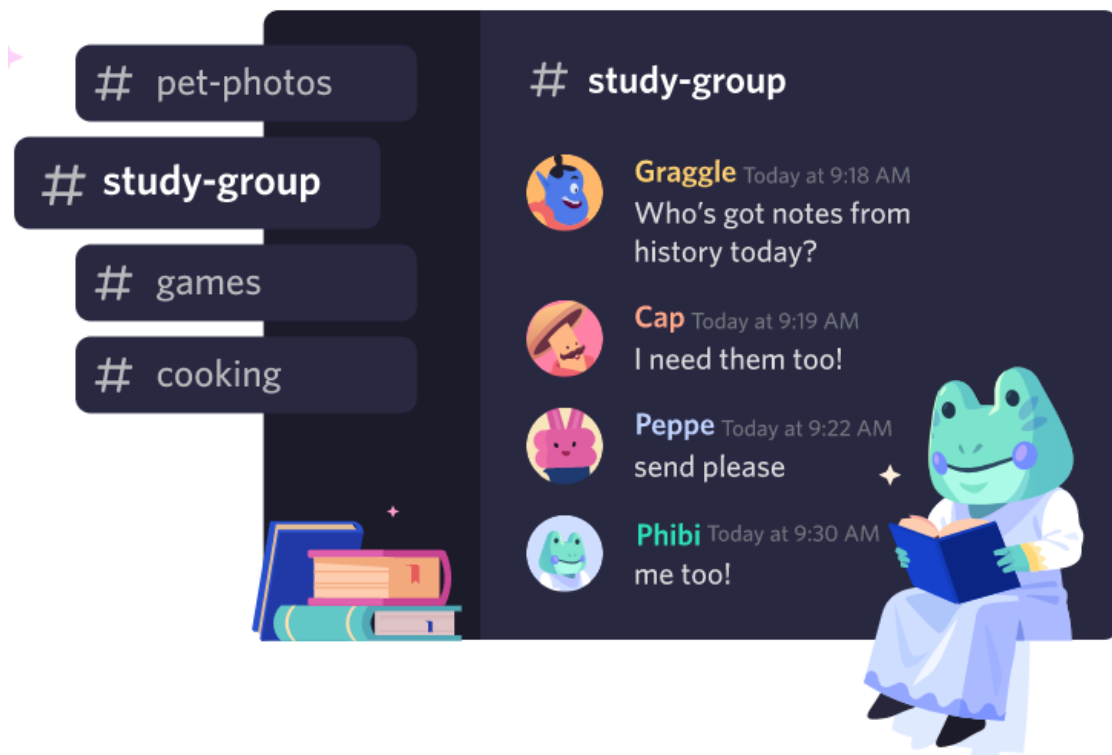 # pet-photos
# study-group
# games
# cooking
# study-group
Graggle Today at 9:18 AM
Who’s got notes from
history today?
Cap Today at 9:19 AM
I need them too!
Peppe Today at 9:22 AM
send please
Phibi Today at 9:30 AM
me too!